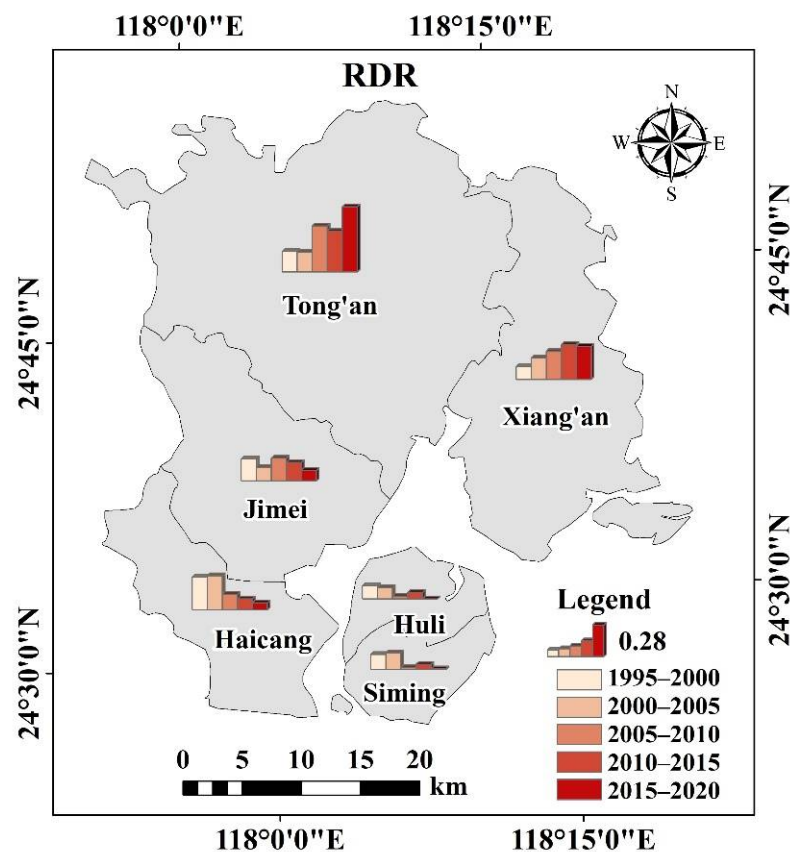 118°0'0"E 118°15'0"E
RDR
N
W E
S
24°45'0"N
Tong'an
24°45'0"N
Xiang'an
Jimei
24°30'0"N
Legend
Huli
0.28
Haicang
24°30'0"N
1995–2000
Siming
2000–2005
2005–2010
0 5 10 15 20
km
2010–2015
2015–2020
118°0'0"E 118°15'0"E